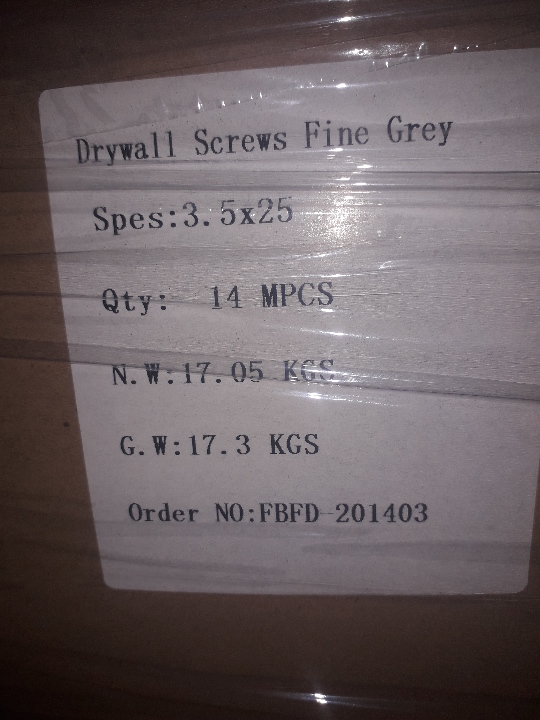 Drywall Screws Fine Grey
Spes:3.5x25
Qty: 14 MPCS
N.W:17.05 KGS
G.W:17.3 KGS
Order NO:FBFD-201403